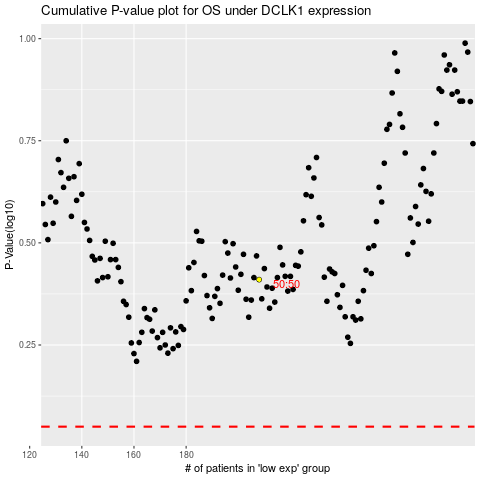 Cumulative P-value plot for OS under DCLK1 expression
P-Value(log10)
1.00
0.75
0.50
0.25
50:50
120 140 160 180
# of patients in 'low exp' group